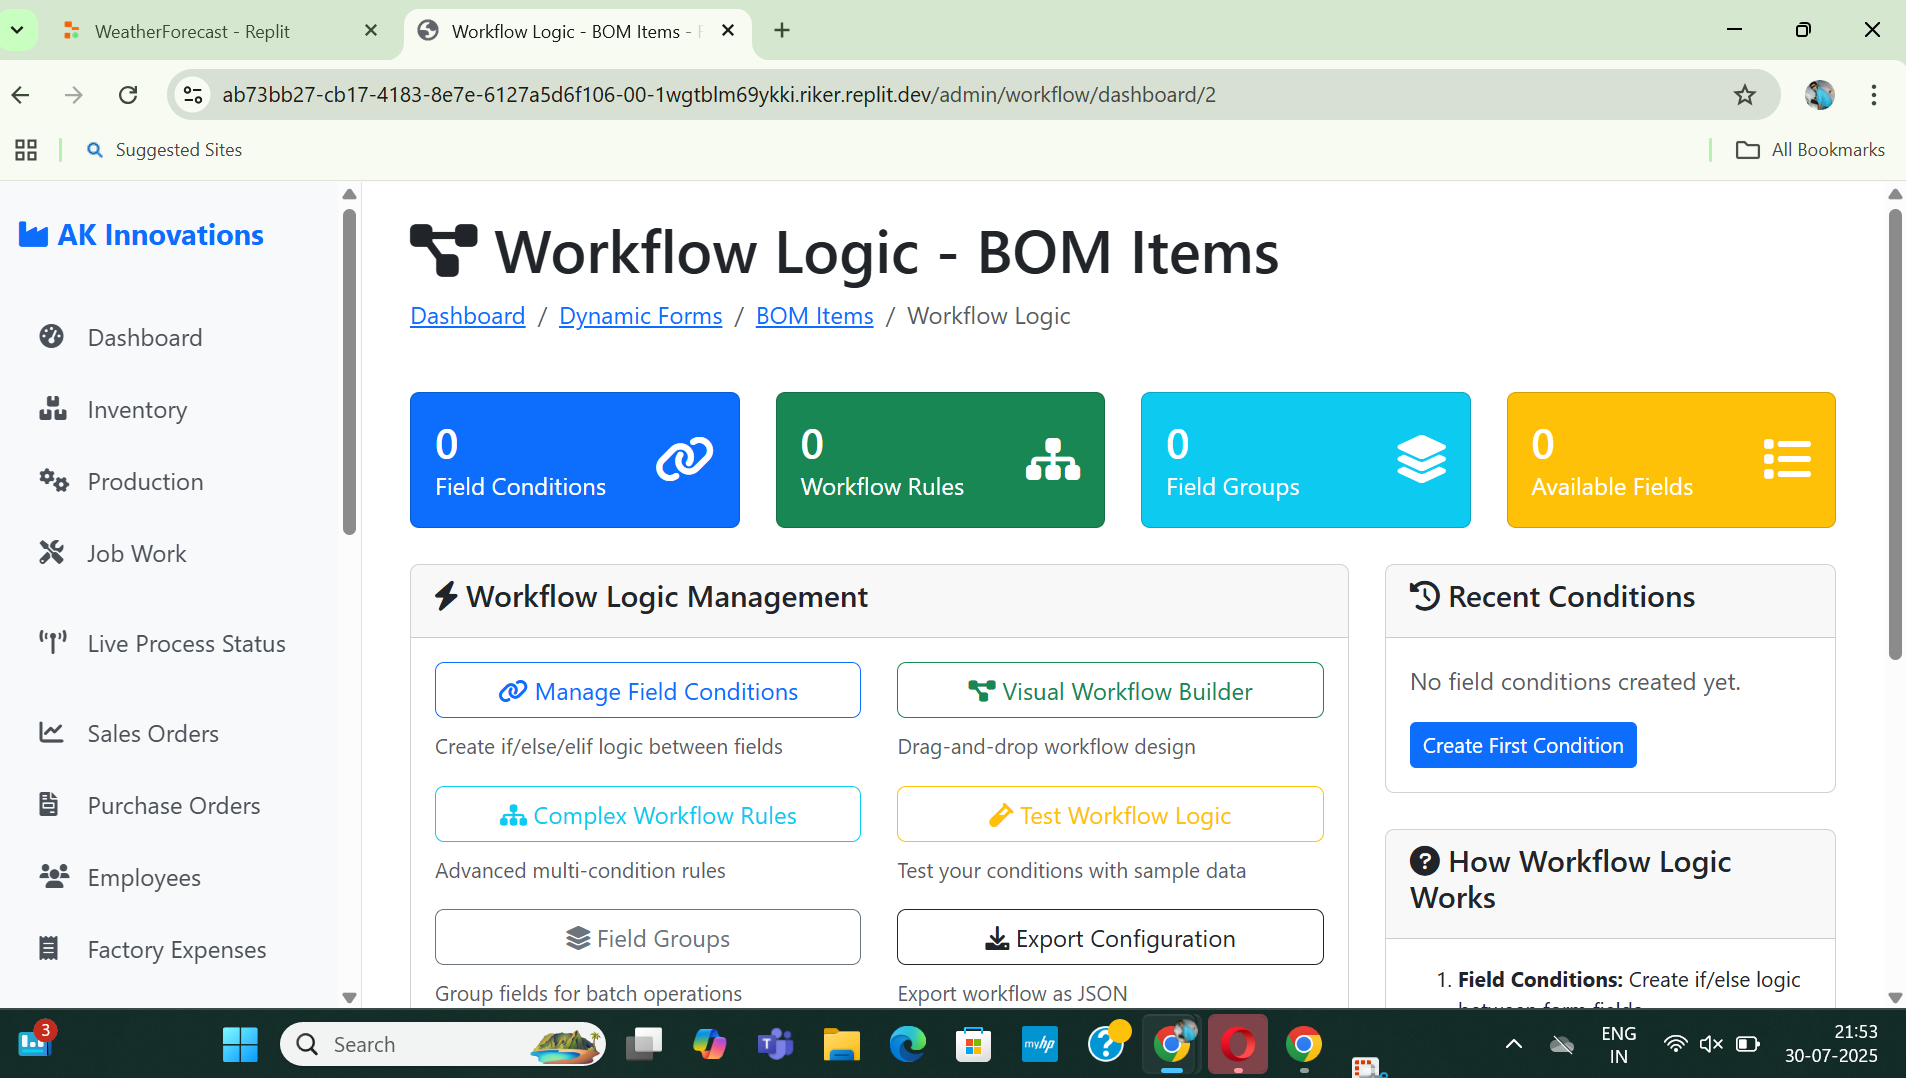 WeatherForecast - Replit
Workflow Logic - BOM Items -
ab73bb27-cb17-4183-8e7e-6127a5d6f106-00-1wgtblm69ykki.riker.replit.dev/admin/workflow/dashboard/2
Suggested Sites
All Bookmarks
AK Innovations
Dashboard
Inventory
Production
Job Work
Live Process Status
Sales Orders
Purchase Orders
Employees
Factory Expenses
Workflow Logic - BOM Items
Dashboard / Dynamic Forms / BOM Items / Workflow Logic
0
Field Conditions
0
Workflow Rules
0
Field Groups
0
Available Fields
Workflow Logic Management
Manage Field Conditions
Create if/else/elif logic between fields
Visual Workflow Builder
Drag-and-drop workflow design
Complex Workflow Rules
Advanced multi-condition rules
Test Workflow Logic
Test your conditions with sample data
Field Groups
Group fields for batch operations
Export Configuration
Export workflow as JSON
Recent Conditions
No field conditions created yet.
Create First Condition
How Workflow Logic
Works
1. Field Conditions: Create if/else logic
between form fields
3
Search
myhp
ENG
IN
21:53
30-07-2025